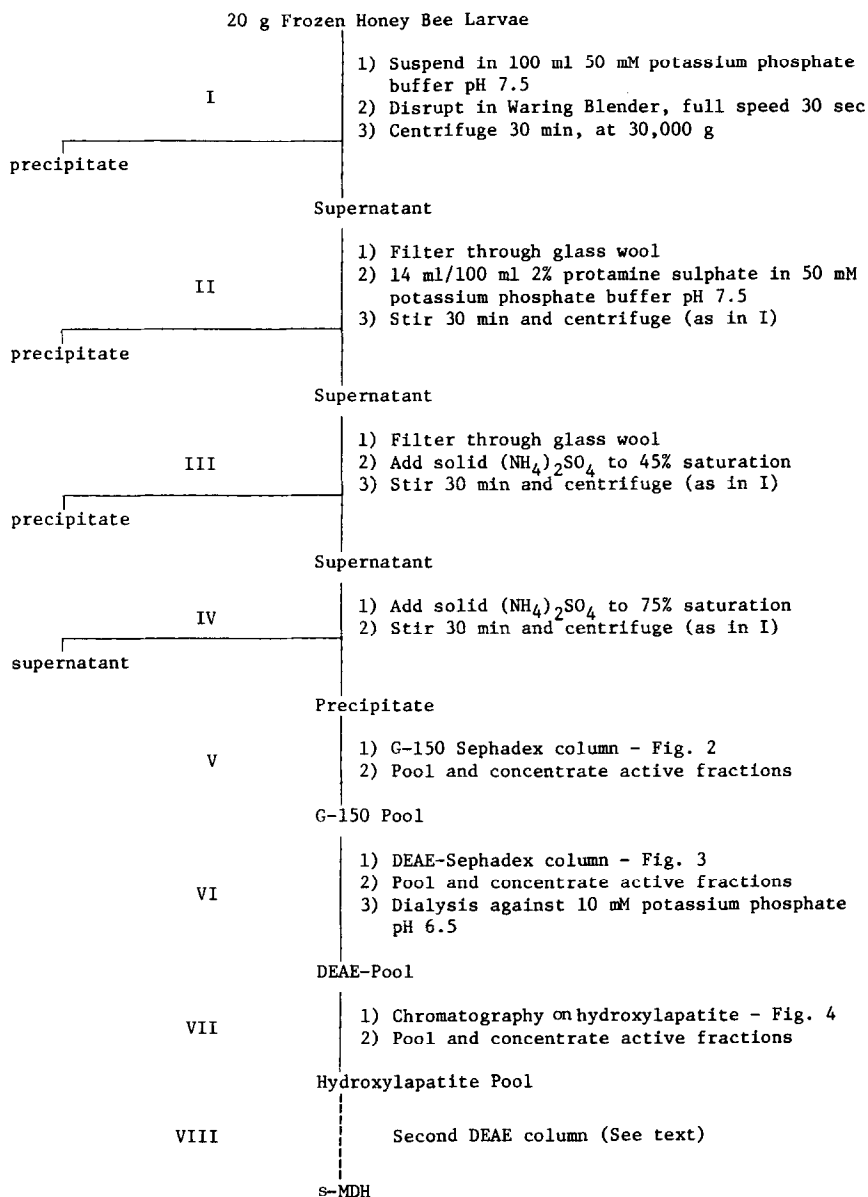 20 g Frozen Honey Bee Larvae
I
1) Suspend in 100 ml 50 mM potassium phosphate
buffer pH 7.5
2) Disrupt in Waring Blender, full speed 30 sec
3) Centrifuge 30 min, at 30,000 g
precipitate
Supernatant
II
1) Filter through glass wool
2) 14 ml/100 ml 2% protamine sulphate in 50 mM
potassium phosphate buffer pH 7.5
3) Stir 30 min and centrifuge (as in I)
precipitate
Supernatant
III
1) Filter through glass wool
2) Add solid (NH4)2SO4 to 45% saturation
3) Stir 30 min and centrifuge (as in I)
precipitate
Supernatant
IV
1) Add solid (NH4)2SO4 to 75% saturation
2) Stir 30 min and centrifuge (as in I)
supernatant
Precipitate
V
1) G-150 Sephadex column - Fig. 2
2) Pool and concentrate active fractions
G-150 Pool
VI
1) DEAE-Sephadex column - Fig. 3
2) Pool and concentrate active fractions
3) Dialysis against 10 mM potassium phosphate
pH 6.5
DEAE-Pool
VII
1) Chromatography on hydroxylapatite - Fig. 4
2) Pool and concentrate active fractions
Hydroxylapatite Pool
VIII
Second DEAE column (See text)
s-MDH